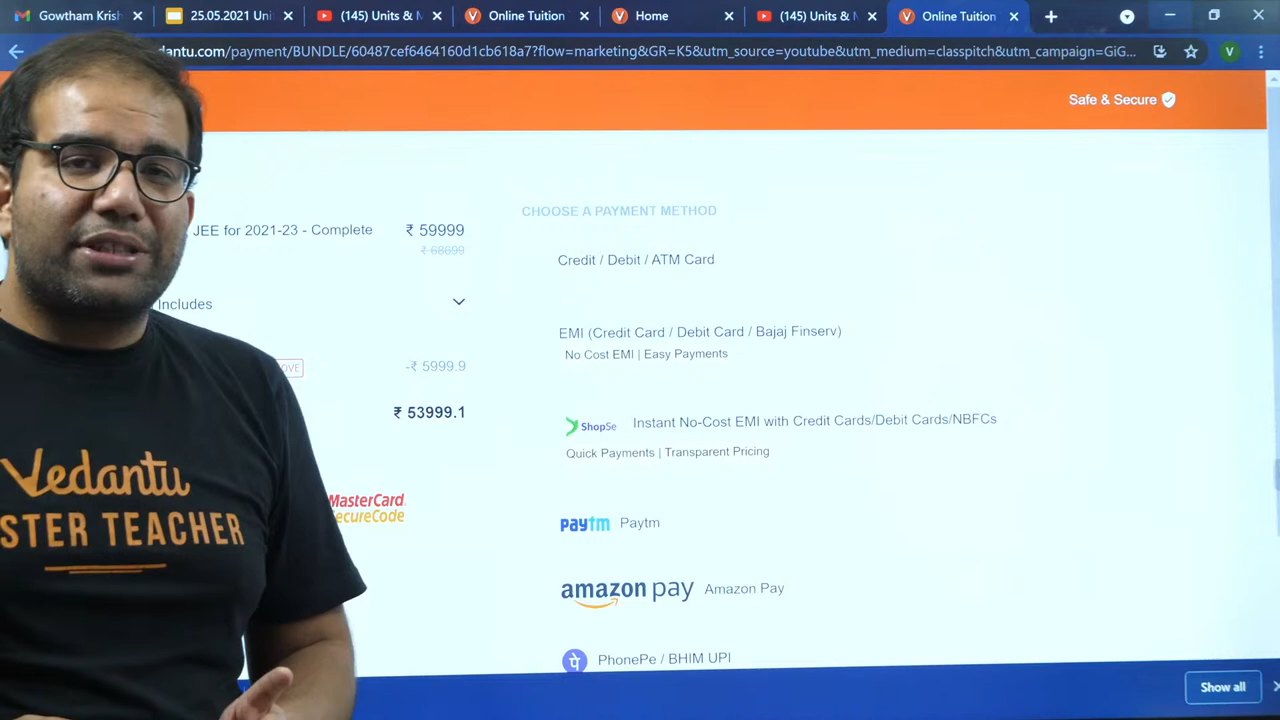 Gowtham Krish
25.05.2021 Uni
(145) Units & M
Online Tuition
Home
(145) Units & M
Online Tuition
dantu.com/payment/BUNDLE/60487cef6464160d1cb618a7?flow=marketing&GR=K5&utm_source=youtube&utm_medium=classpitch&utm_campaign=GiG...
V
Safe & Secure
JEE for 2021-23 - Complete
₹ 59999
₹ 68699
Includes
-₹ 5999.9
₹ 53999.1
MasterCard.
ecureCode
CHOOSE A PAYMENT METHOD
Credit / Debit / ATM Card
EMI (Credit Card / Debit Card / Bajaj Finserv)
No Cost EMI | Easy Payments
ShopSe Instant No-Cost EMI with Credit Cards/Debit Cards/NBFCs
Quick Payments | Transparent Pricing
paytm Paytm
amazon pay Amazon Pay
पे PhonePe / BHIM UPI
Show all
Vedantu
STER TEACHER